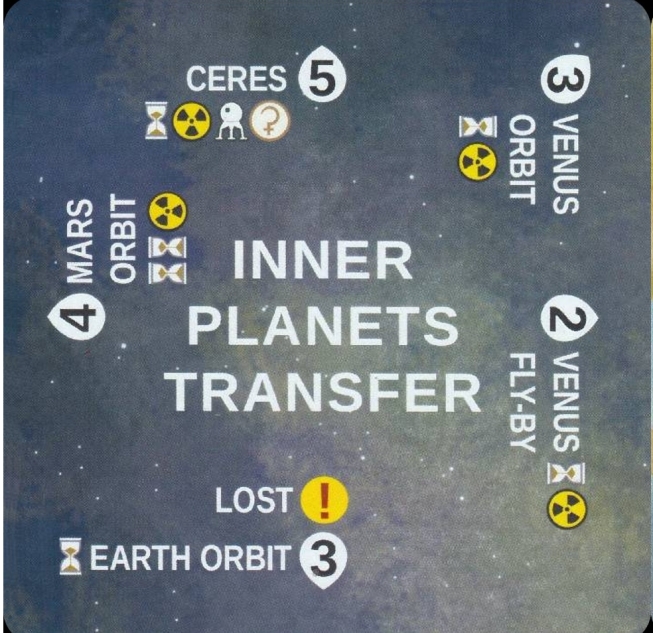 CERES 5
3 VENUS
ORBIT
MARS
ORBIT
4
INNER
PLANETS
TRANSFER
2 VENUS
FLY-BY
LOST !
EARTH ORBIT 3